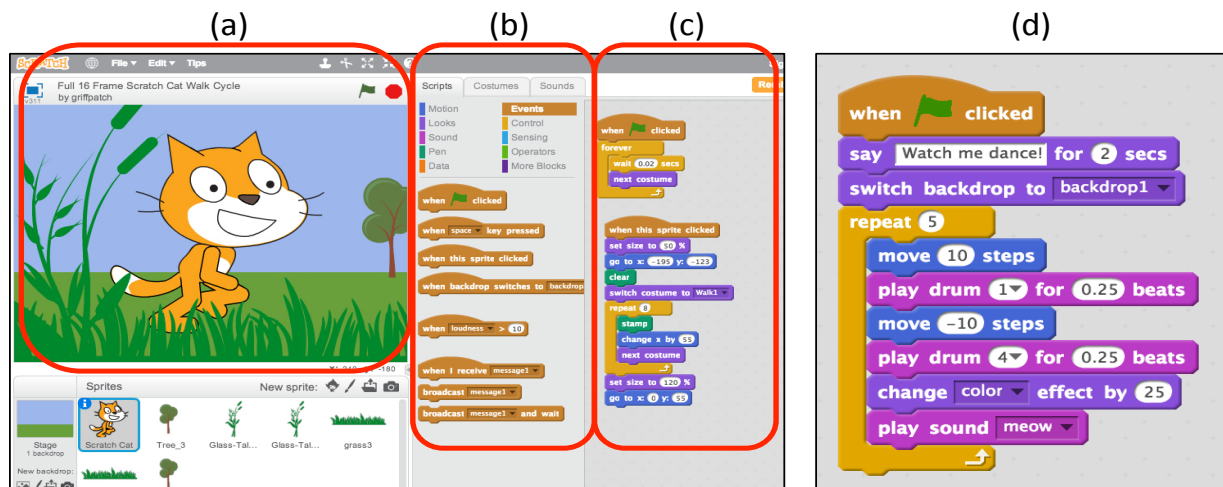 (a)
(b)
(c)
(d)
SCRATCH
File Edit Tips
v311
Full 16 Frame Scratch Cat Walk Cycle
by griffpatch
Sprites
New sprite:
Stage
1 backdrop
New backdrop:
Scratch Cat
Tree_3
Glass-Tal...
Glass-Tal...
grass3
Scripts Costumes Sounds
Motion Events
Looks Control
Sound Sensing
Pen Operators
Data More Blocks
when clicked
when space key pressed
when this sprite clicked
when backdrop switches to backdrop
when loudness > 10
when I receive message1
broadcast message1
broadcast message1 and wait
when clicked
forever
wait 0.02 secs
next costume
when this sprite clicked
set size to 50 %
go to x: -195 y: -123
clear
switch costume to Walk1
repeat 8
stamp
change x by 55
next costume
set size to 120 %
go to x: 0 y: 55
when clicked
say Watch me dance! for 2 secs
switch backdrop to backdrop1
repeat 5
move 10 steps
play drum 1 for 0.25 beats
move -10 steps
play drum 4 for 0.25 beats
change color effect by 25
play sound meow